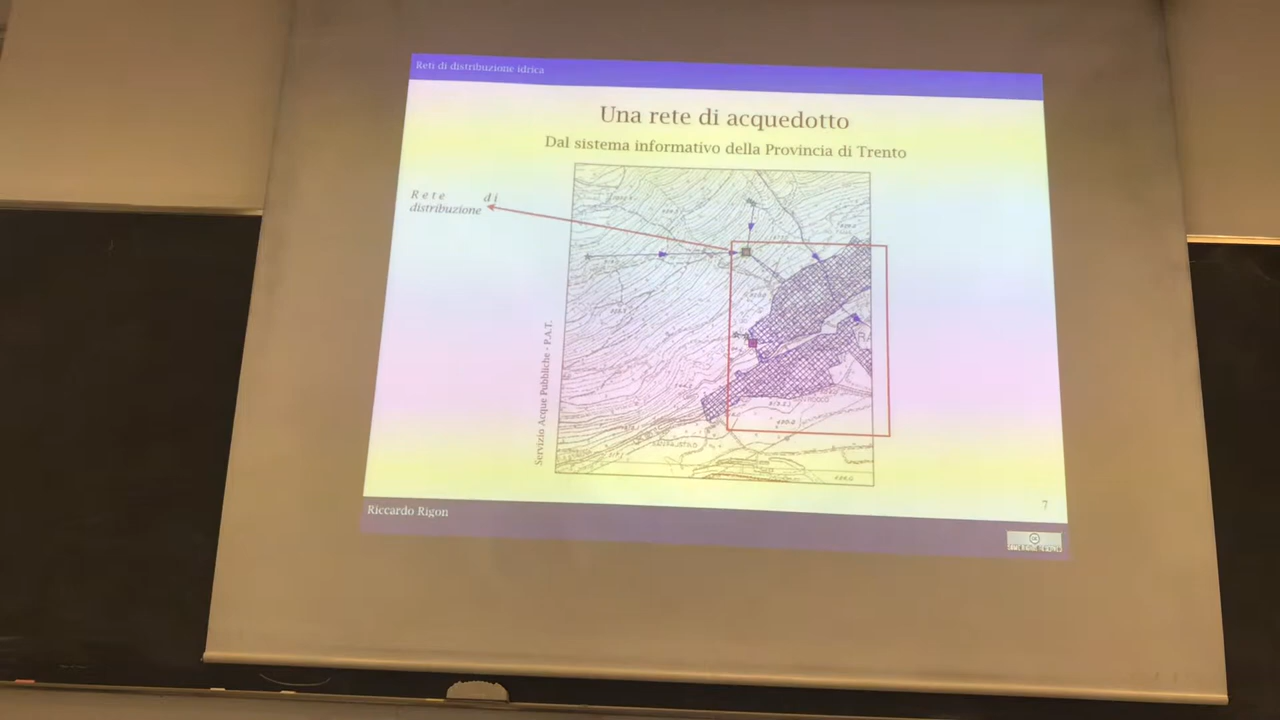 Reti di distribuzione idrica
Una rete di acquedotto
Dal sistema informativo della Provincia di Trento
Rete di
distribuzione
Servizio Acque Pubbliche - P.A.T.
RA
7
Riccardo Rigon